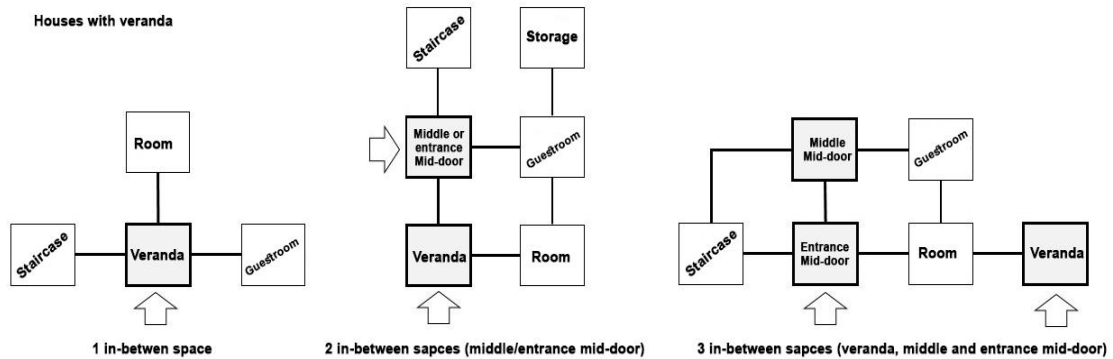 Houses with veranda
Room
Staircase
Veranda
Guestroom
1 in-betwen space
Staircase
Storage
Middle or
entrance
Mid-door
Guestroom
Veranda
Room
2 in-between sapces (middle/entrance mid-door)
Middle
Mid-door
Guestroom
Staircase
Entrance
Mid-door
Room
Veranda
3 in-between sapces (veranda, middle and entrance mid-door)